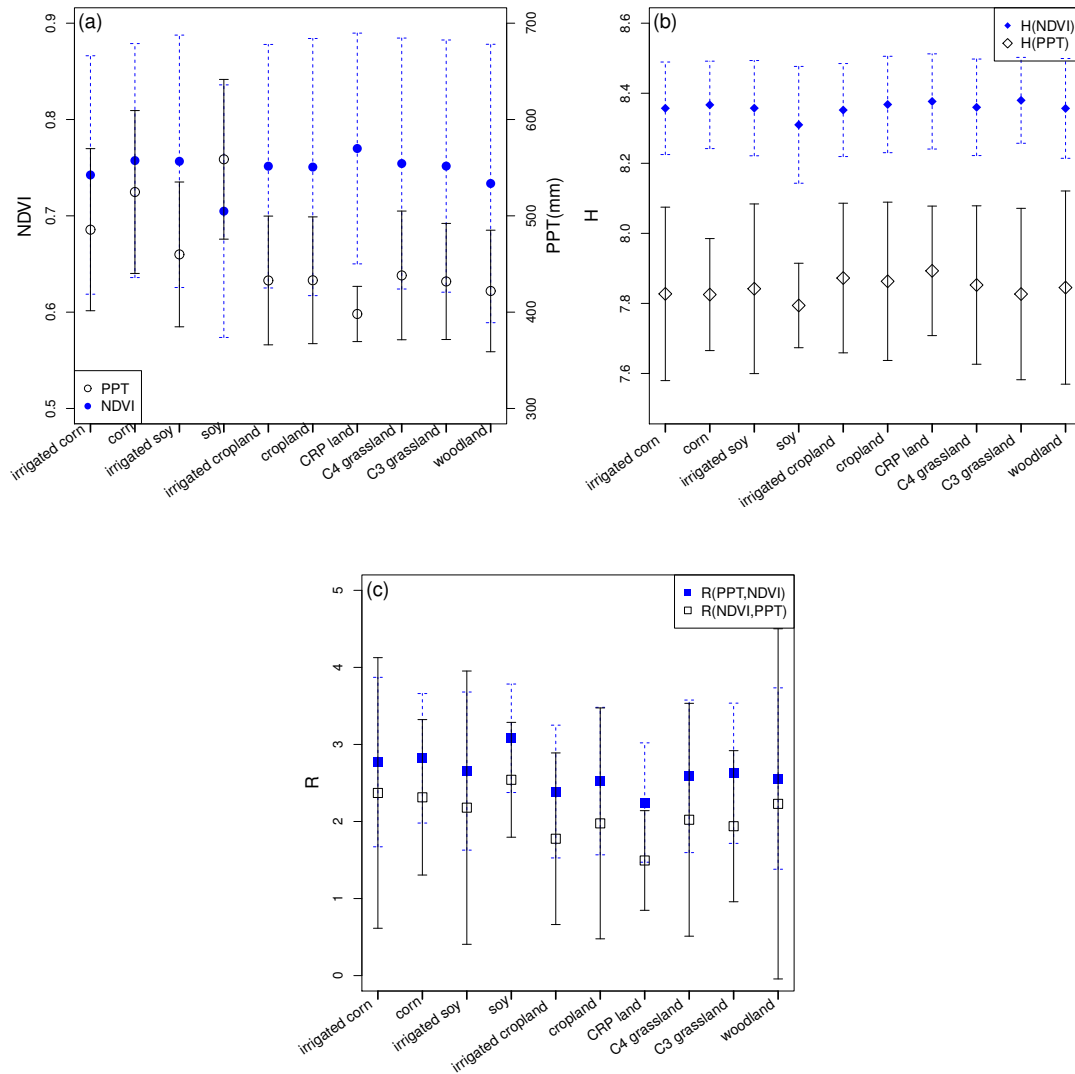 (a)
0.9
0.8
0.7
0.6
0.5
NDVI
700
600
500
400
300
PPT(mm)
PPT
NDVI
irrigated corn
corn
irrigated soy
soy
irrigated cropland
cropland
CRP land
C4 grassland
C3 grassland
woodland
(b)
8.6
8.4
8.2
8.0
7.8
7.6
H
H(NDVI)
H(PPT)
irrigated corn
corn
irrigated soy
soy
irrigated cropland
cropland
CRP land
C4 grassland
C3 grassland
woodland
(c)
5
4
3
2
1
0
R
R(PPT,NDVI)
R(NDVI,PPT)
irrigated corn
corn
irrigated soy
soy
irrigated cropland
cropland
CRP land
C4 grassland
C3 grassland
woodland